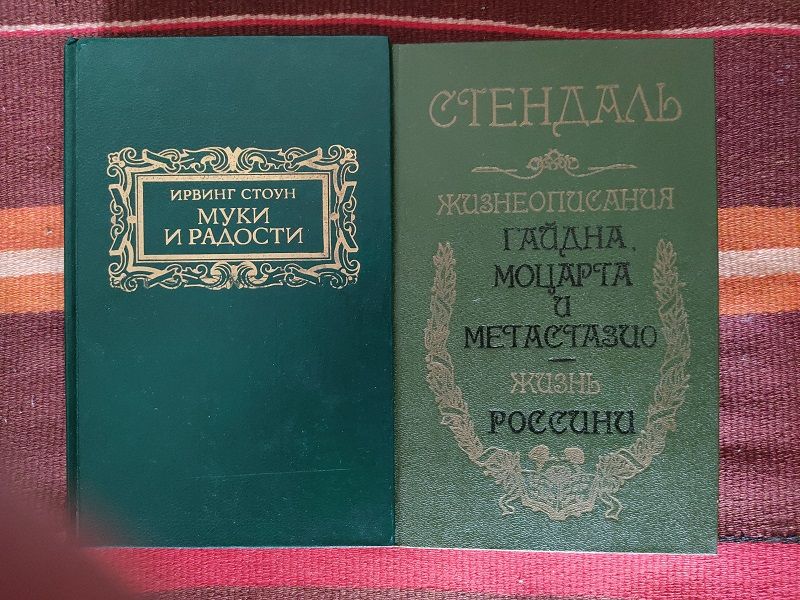 ИРВИНГ СТОУН
МУКИ
И РАДОСТИ
СТЕНДАЛЬ
ЖИЗНЕОПИСАНИЯ
ГАЙДНА,
МОЦАРТА
И
МЕТАСТАЗИО
—
ЖИЗНЬ
РОССИНИ